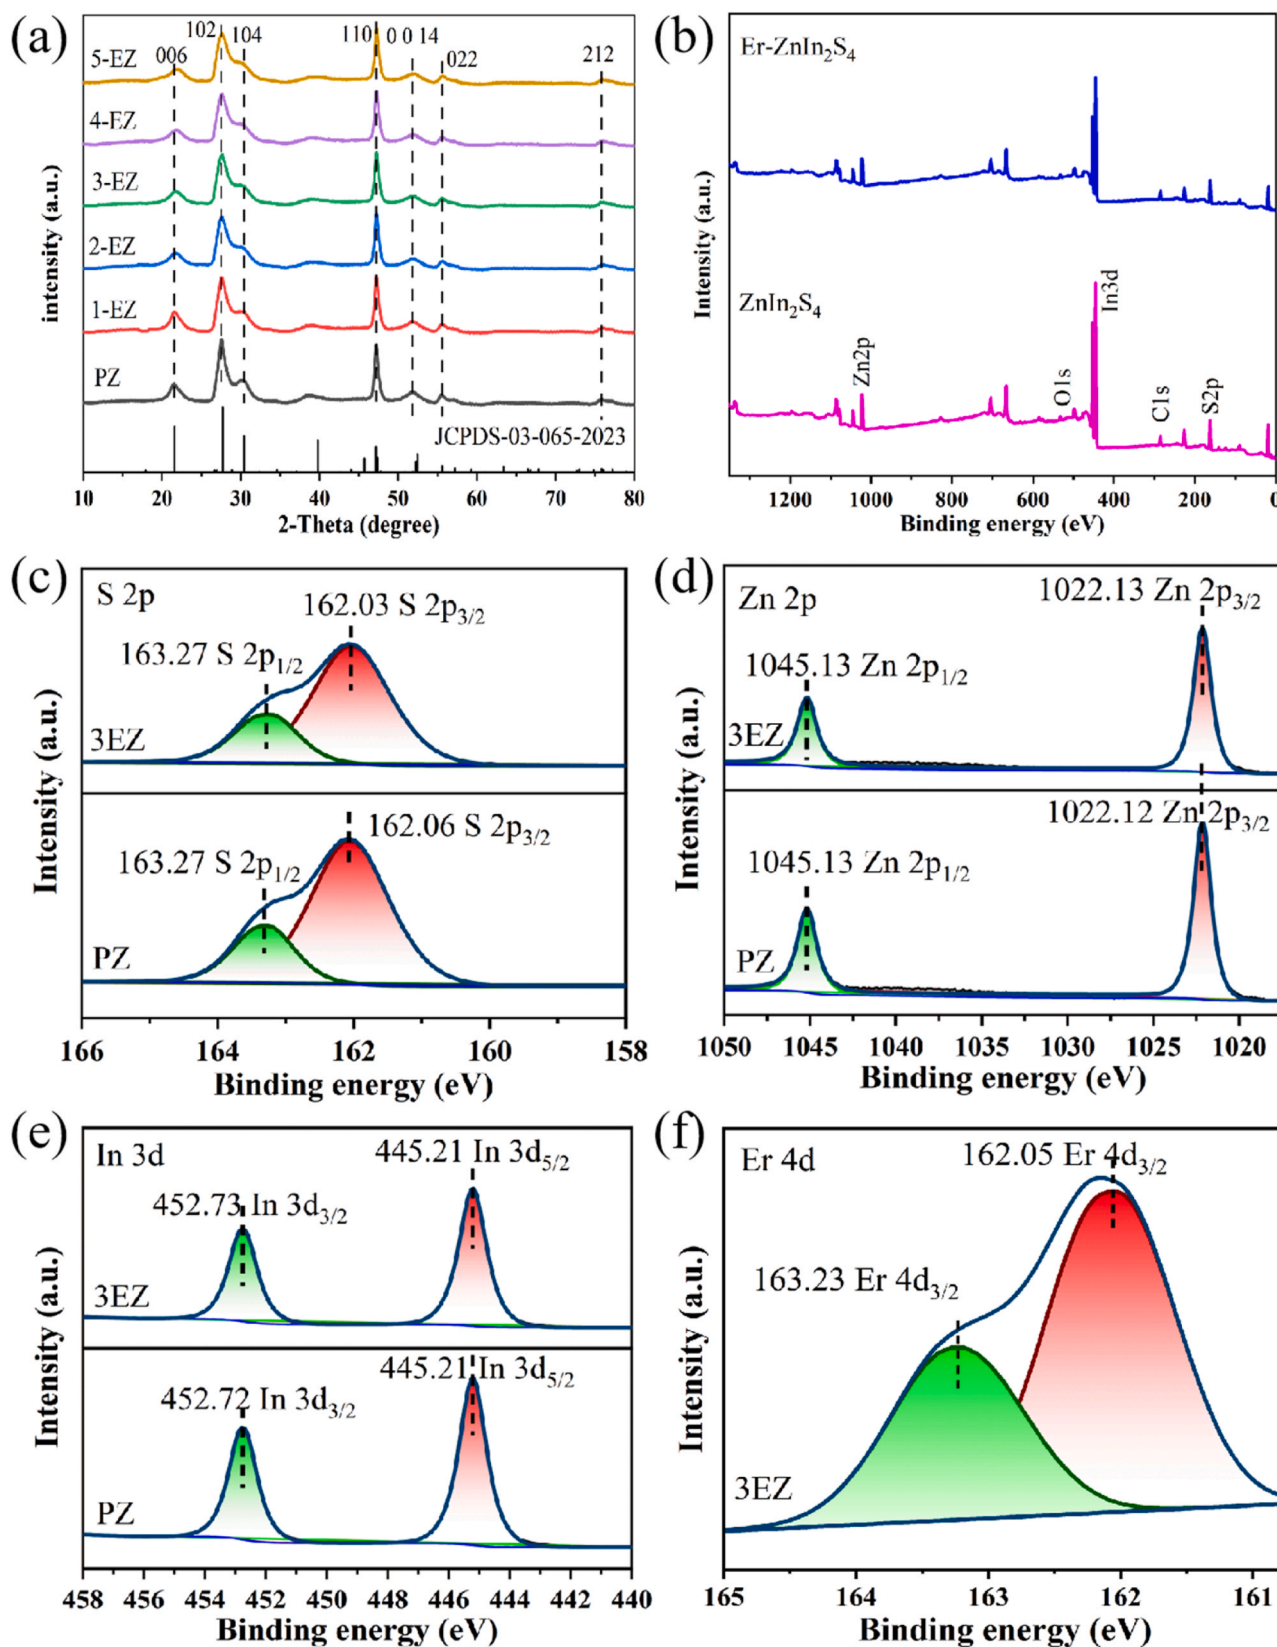 (a)
102
104
110
0 0 14
5-EZ
006
022
212
4-EZ
3-EZ
2-EZ
1-EZ
PZ
JCPDS-03-065-2023
intensity (a.u.)
10 20 30 40 50 60 70 80
2-Theta (degree)
(b)
Er-ZnIn₂S₄
ZnIn₂S₄
In3d
Zn2p
O1s
C1s
S2p
Intensity (a.u.)
1200 1000 800 600 400 200 0
Binding energy (eV)
(c)
S 2p
162.03 S 2p3/2
163.27 S 2p1/2
3EZ
162.06 S 2p3/2
163.27 S 2p1/2
PZ
Intensity (a.u.)
Intensity (a.u.)
166 164 162 160 158
Binding energy (eV)
(d)
Zn 2p
1022.13 Zn 2p3/2
1045.13 Zn 2p1/2
3EZ
1022.12 Zn 2p3/2
1045.13 Zn 2p1/2
PZ
Intensity (a.u.)
Intensity (a.u.)
1050 1045 1040 1035 1030 1025 1020
Binding energy (eV)
(e)
In 3d
445.21 In 3d5/2
452.73 In 3d3/2
3EZ
445.21 In 3d5/2
452.72 In 3d3/2
PZ
Intensity (a.u.)
Intensity (a.u.)
458 456 454 452 450 448 446 444 442 440
Binding energy (eV)
(f)
Er 4d
162.05 Er 4d3/2
163.23 Er 4d3/2
3EZ
Intensity (a.u.)
165 164 163 162 161
Binding energy (eV)